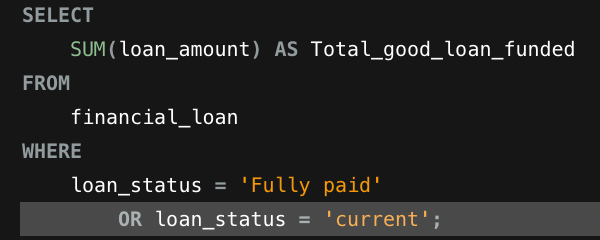 SELECT
SUM(loan_amount) AS Total_good_loan_funded
FROM
financial_loan
WHERE
loan_status = 'Fully paid'
OR loan_status = 'current';